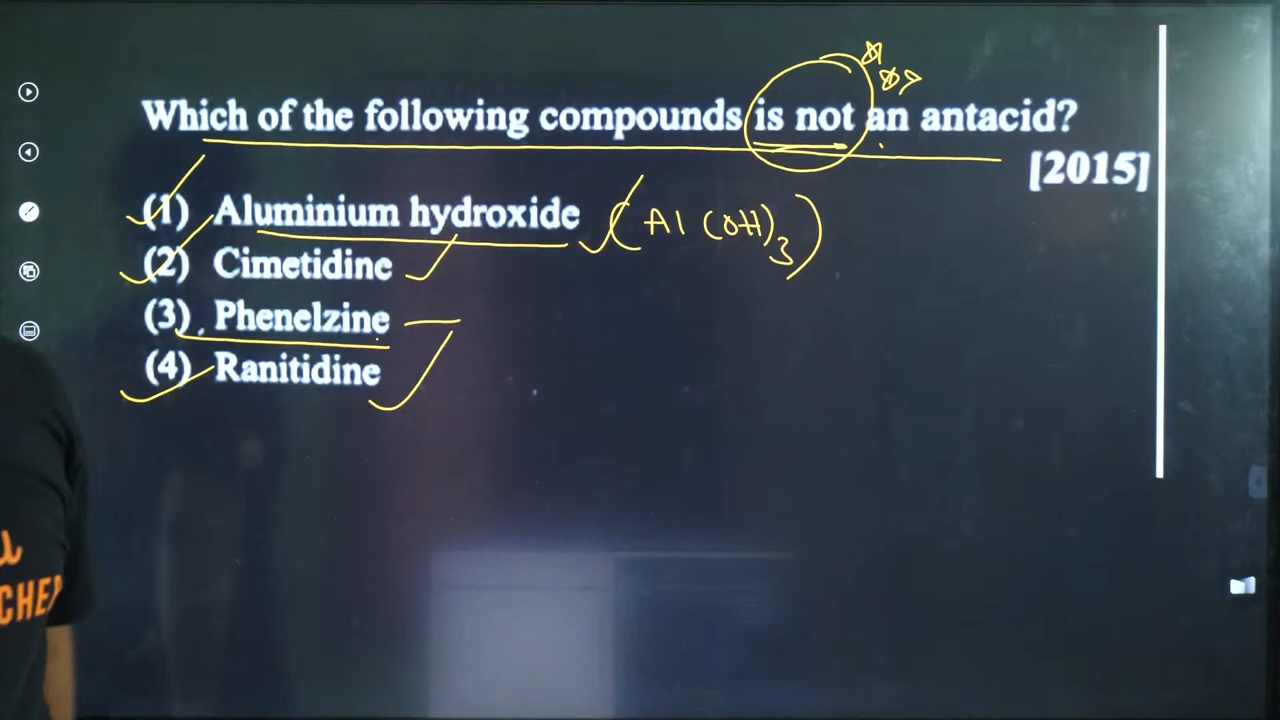 Which of the following compounds is not an antacid?
[2015]
(1) Aluminium hydroxide (Al(OH)3)
(2) Cimetidine
(3) Phenelzine
(4) Ranitidine
CHER